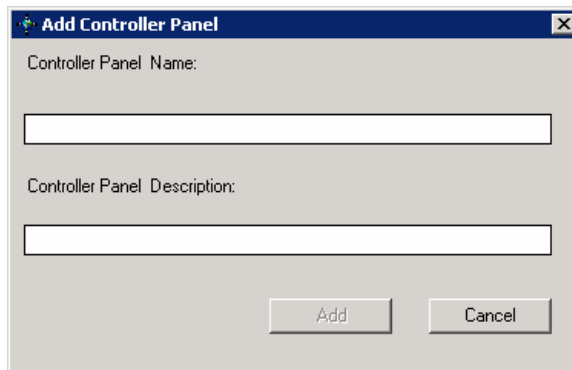 Add Controller Panel
Controller Panel Name:
Controller Panel Description:
Add Cancel